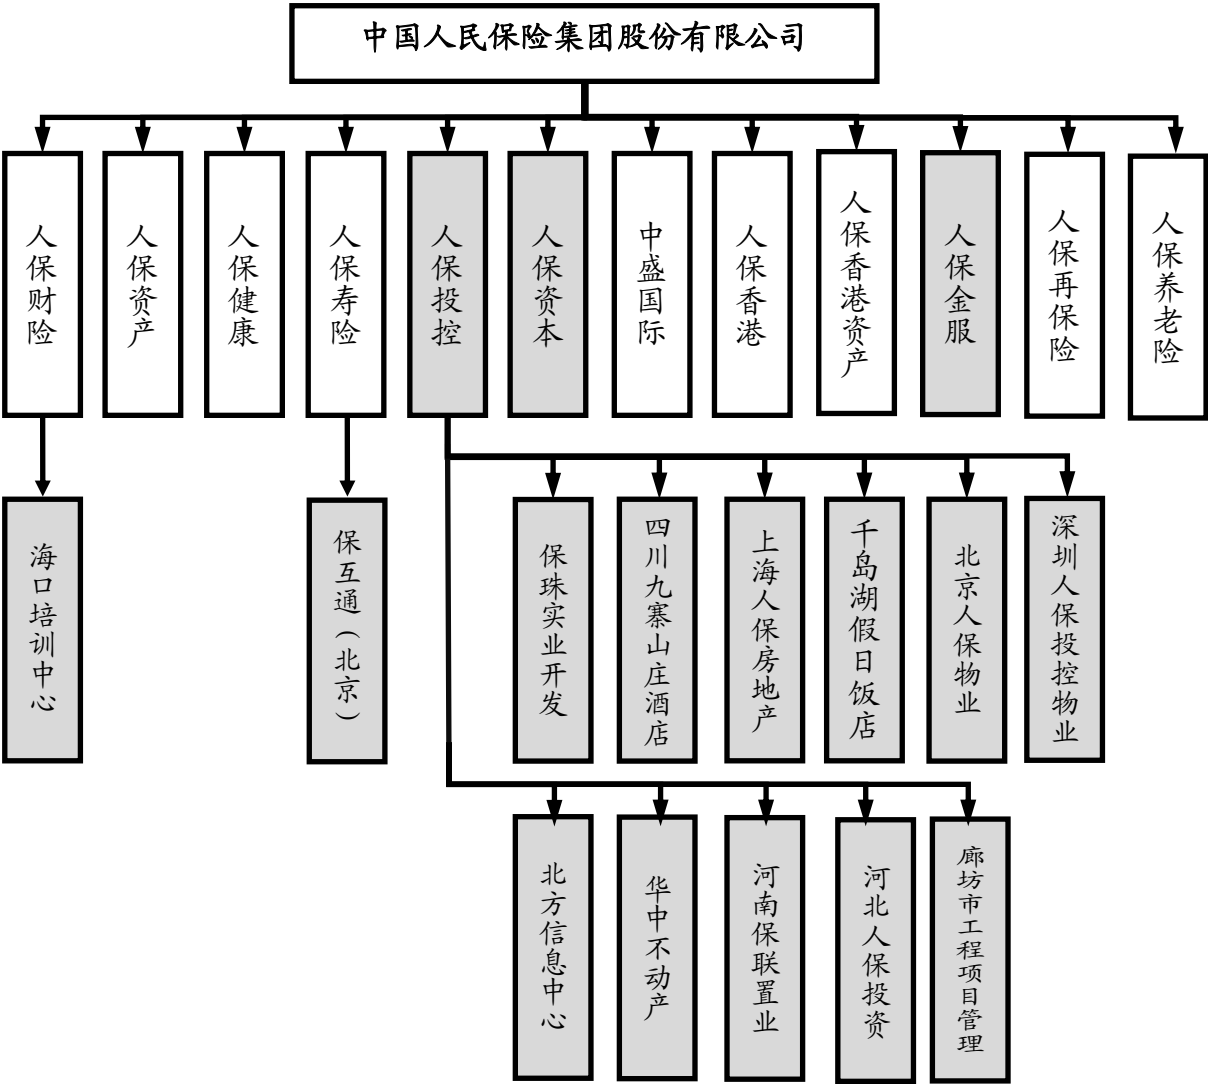 中国人民保险集团股份有限公司
人保财险
人保资产
人保健康
人保寿险
人保投控
人保资本
中盛国际
人保香港
人保香港资产
人保金服
人保再保险
人保养老险
海口培训中心
保互通（北京）
保珠实业开发
四川九寨山庄酒店
上海人保房地产
千岛湖假日饭店
北京人保物业
深圳人保投控物业
北方信息中心
华中不动产
河南保联置业
河北人保投资
廊坊市工程项目管理